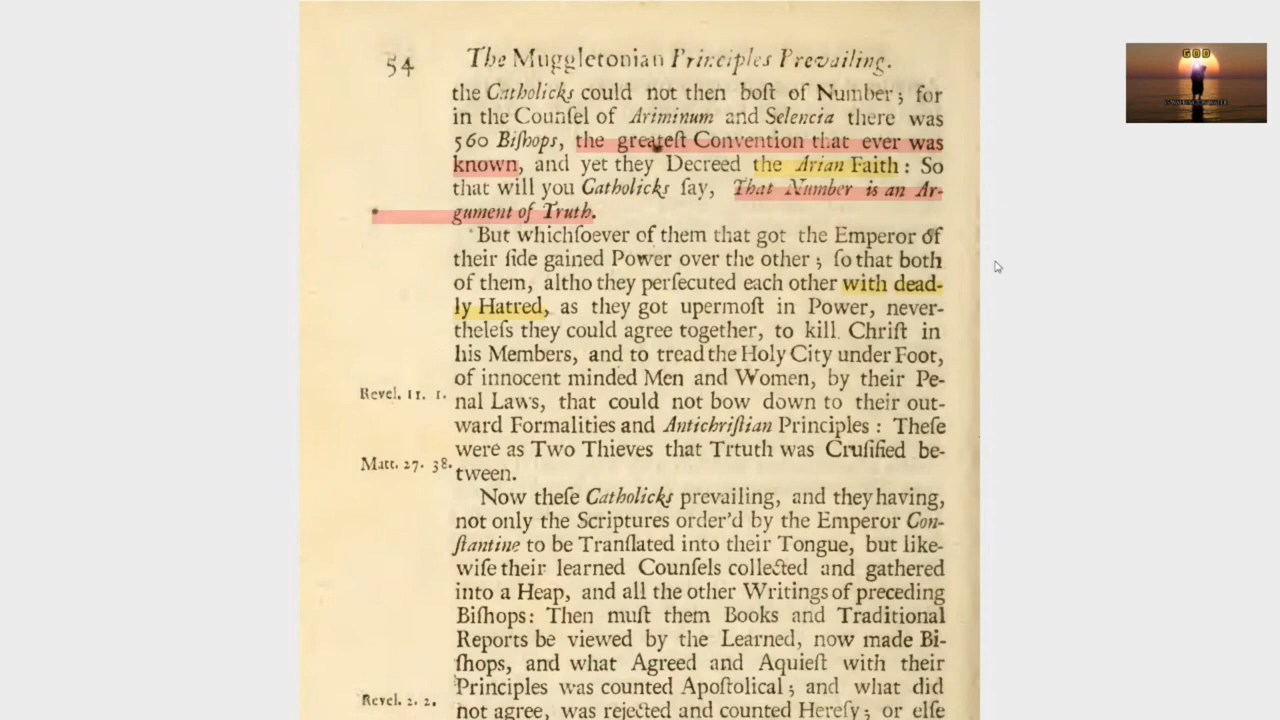 54 The Muggletonian Principles Prevailing.
the Catholicks could not then boſt of Number; for
in the Counſel of Ariminum and Selencia there was
560 Biſhops, the greateſt Convention that ever was
known, and yet they Decreed the Arian Faith : So
that will you Catholicks ſay, That Number is an Ar-
gument of Truth.
But whichſoever of them that got the Emperor of
their ſide gained Power over the other ; ſo that both
of them, altho they perſecuted each other with dead-
ly Hatred, as they got upermoſt in Power, never-
theleſs they could agree together, to kill Chriſt in
his Members, and to tread the Holy City under Foot,
of innocent minded Men and Women, by their Pe-
Revel. 11. 1. nal Laws, that could not bow down to their out-
ward Formalities and Antichriſtian Principles : Theſe
were as Two Thieves that Trtuth was Cruſified be-
Matt. 27. 38. tween.
Now theſe Catholicks prevailing, and they having,
not only the Scriptures order'd by the Emperor Con-
ſtantine to be Tranſlated into their Tongue, but like-
wiſe their learned Counſels collected and gathered
into a Heap, and all the other Writings of preceding
Biſhops: Then muſt them Books and Traditional
Reports be viewed by the Learned, now made Bi-
ſhops, and what Agreed and Aquieſt with their
Principles was counted Apoſtolical ; and what did
Revel. 2. 2. not agree, was rejected and counted Hereſy ; or elſe
GOD